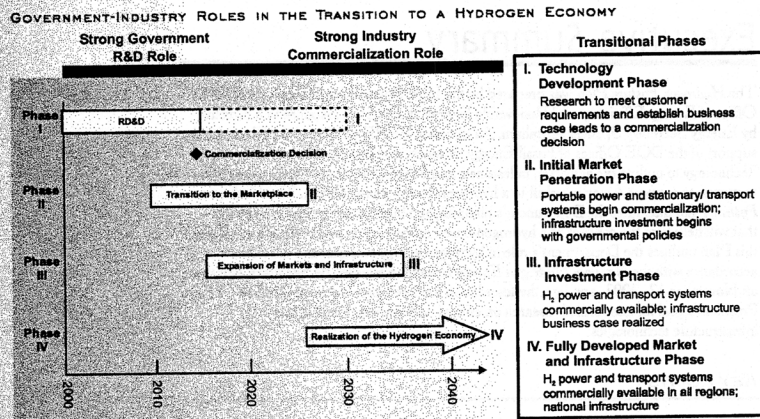 GOVERNMENT-INDUSTRY ROLES IN THE TRANSITION TO A HYDROGEN ECONOMY
Strong Government
R&D Role
Strong Industry
Commercialization Role
Phase
I
RD&D
I
Commercialization Decision
Phase
II
Transition to the Marketplace
II
Phase
III
Expansion of Markets and Infrastructure
III
Phase
IV
Realization of the Hydrogen Economy
IV
2000
2010
2020
2030
2040
Transitional Phases
I. Technology
Development Phase
Research to meet customer
requirements and establish business
case leads to a commercialization
decision
II. Initial Market
Penetration Phase
Portable power and stationary/ transport
systems begin commercialization;
infrastructure investment begins
with governmental policies
III. Infrastructure
Investment Phase
H₂ power and transport systems
commercially available; infrastructure
business case realized
IV. Fully Developed Market
and Infrastructure Phase
H₂ power and transport systems
commercially available in all regions;
national infrastructure